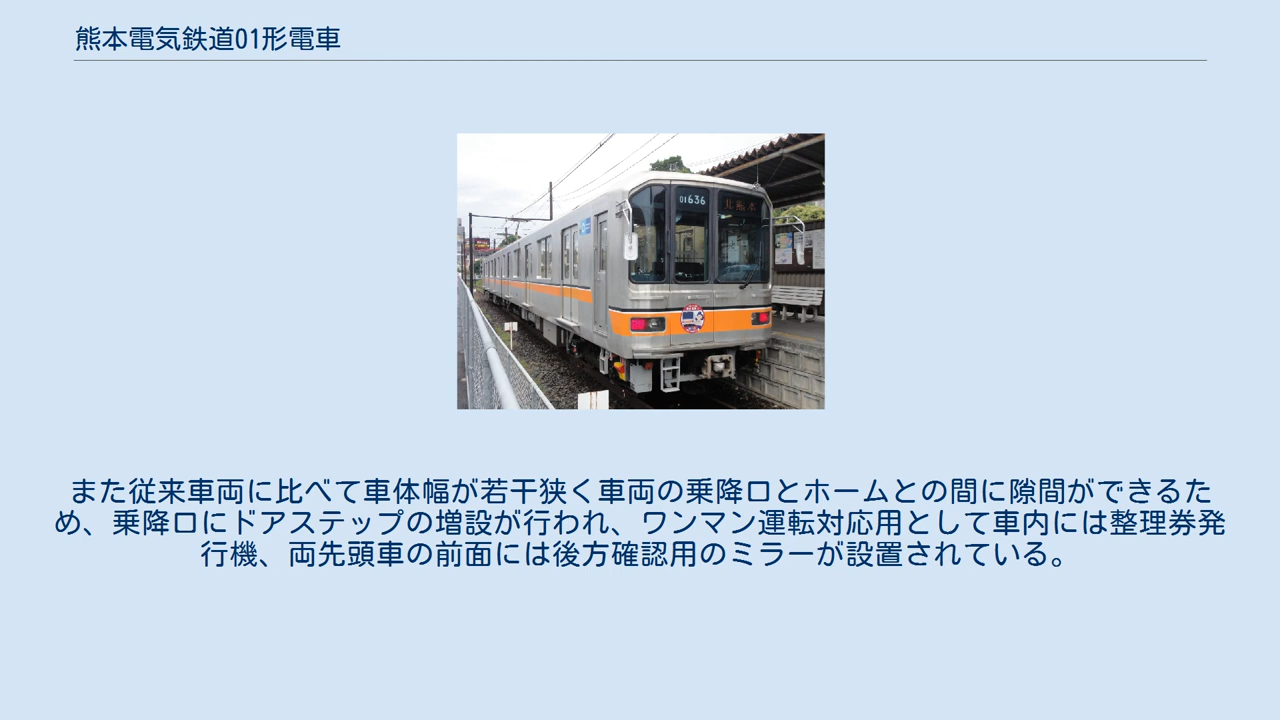 熊本電気鉄道01形電車
01636
北熊本
また従来車両に比べて車体幅が若干狭く車両の乗降口とホームとの間に隙間ができるた
め、乗降口にドアステップの増設が行われ、ワンマン運転対応用として車内には整理券発
行機、両先頭車の前面には後方確認用のミラーが設置されている。